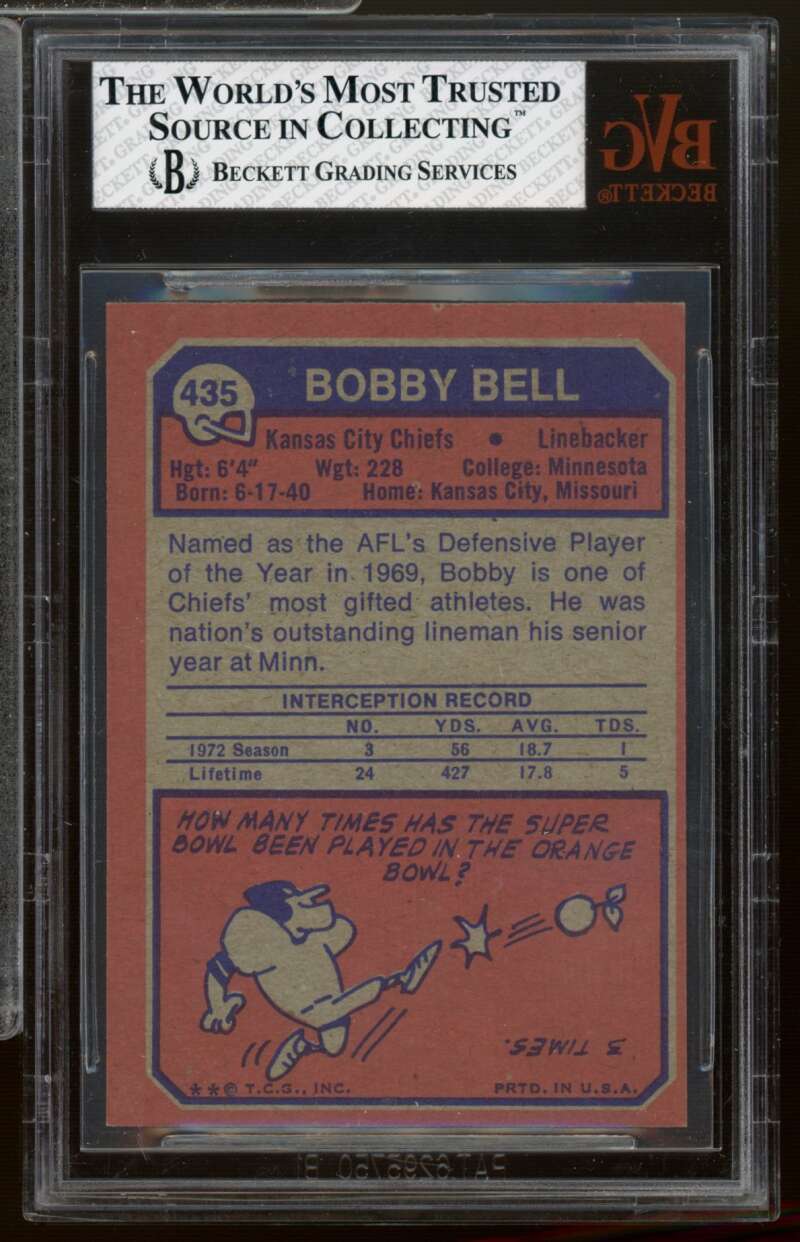 THE WORLD'S MOST TRUSTED
SOURCE IN COLLECTING™
B BECKETT GRADING SERVICES
BVG
BECKETT®
435
BOBBY BELL
Kansas City Chiefs • Linebacker
Hgt: 6'4" Wgt: 228 College: Minnesota
Born: 6-17-40 Home: Kansas City, Missouri
Named as the AFL's Defensive Player
of the Year in 1969, Bobby is one of
Chiefs' most gifted athletes. He was
nation's outstanding lineman his senior
year at Minn.
INTERCEPTION RECORD
NO. YDS. AVG. TDS.
1972 Season 3 56 18.7 1
Lifetime 24 427 17.8 5
HOW MANY TIMES HAS THE SUPER
BOWL BEEN PLAYED IN THE ORANGE
BOWL?
3 TIMES.
**© T.C.G., INC. PRTD. IN U.S.A.
PAT.6295750 B1